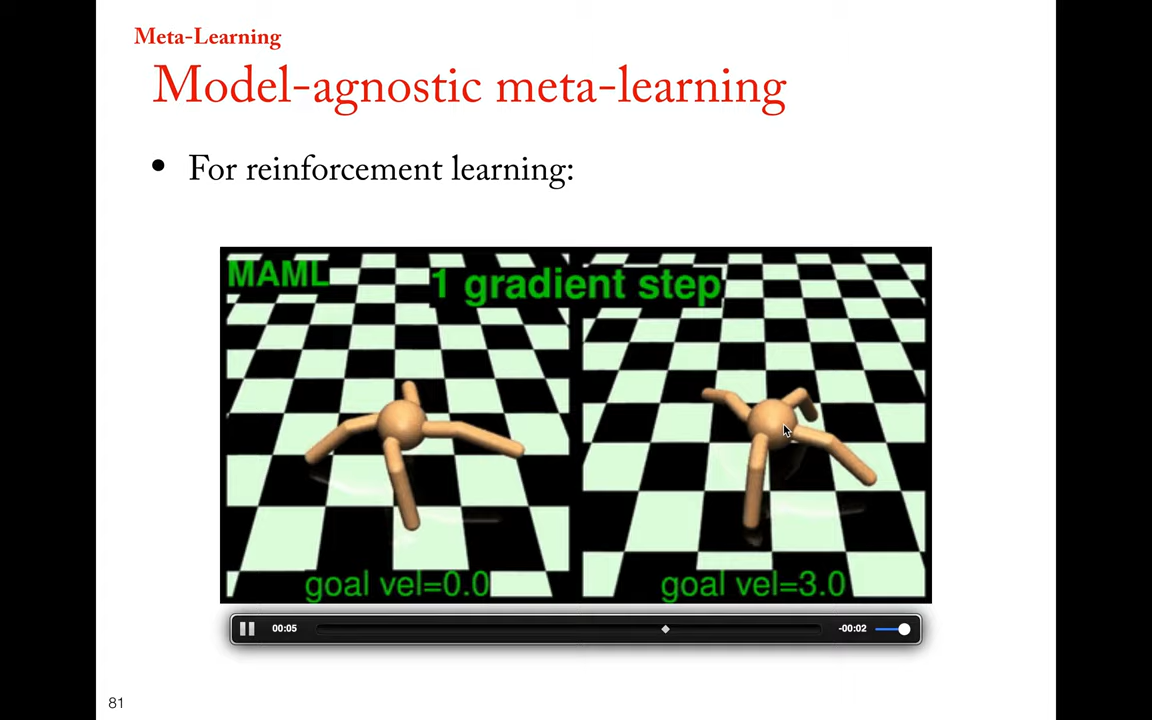 Meta-Learning
Model-agnostic meta-learning
• For reinforcement learning:
MAML
1 gradient step
goal vel=0.0
goal vel=3.0
00:05
-00:02
81